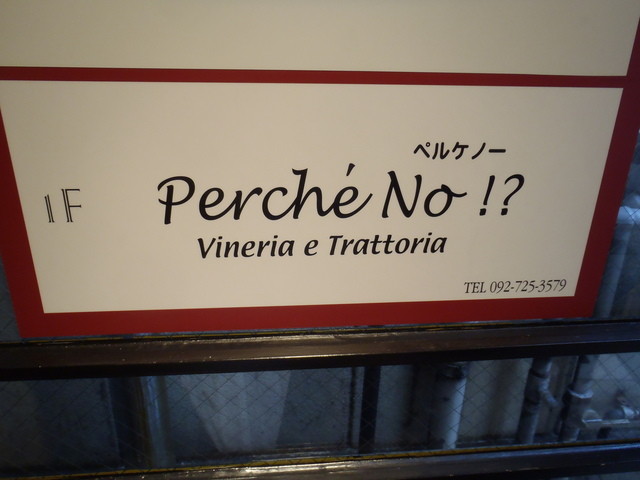 ペルケノー
1F
Perché No !?
Vineria e Trattoria
TEL 092-725-3579